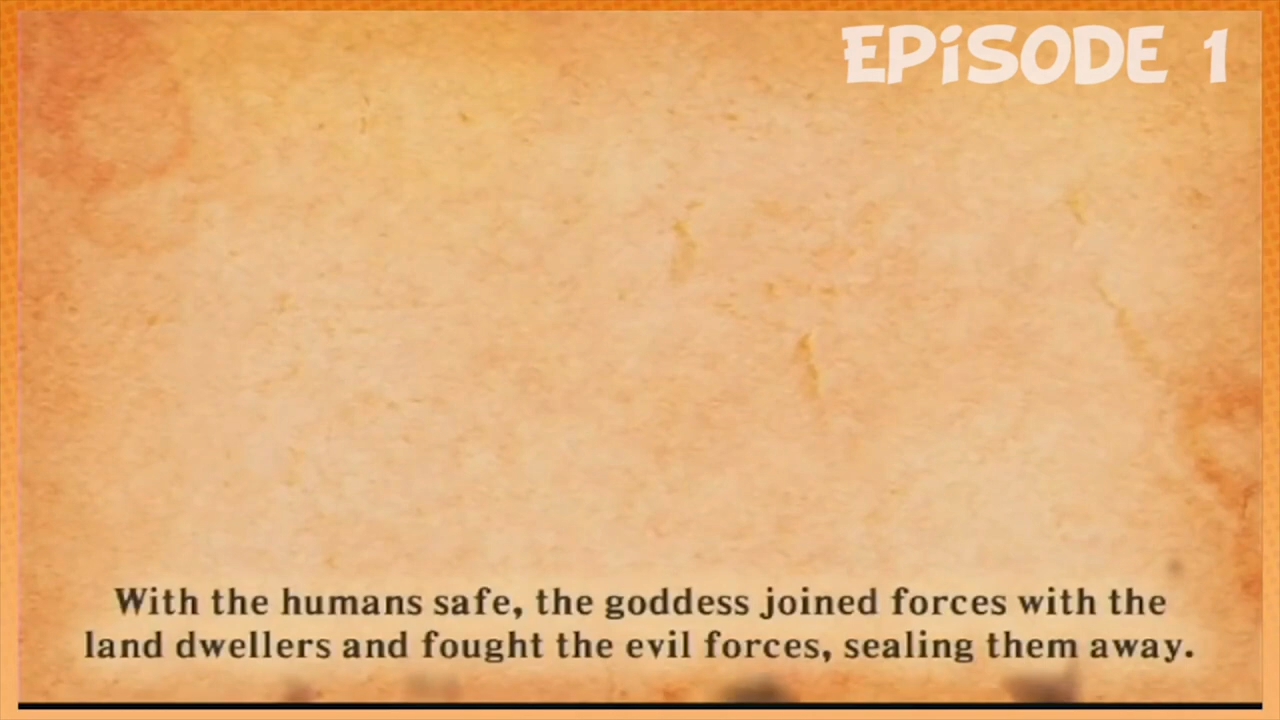 EPiSODE 1
With the humans safe, the goddess joined forces with the
land dwellers and fought the evil forces, sealing them away.